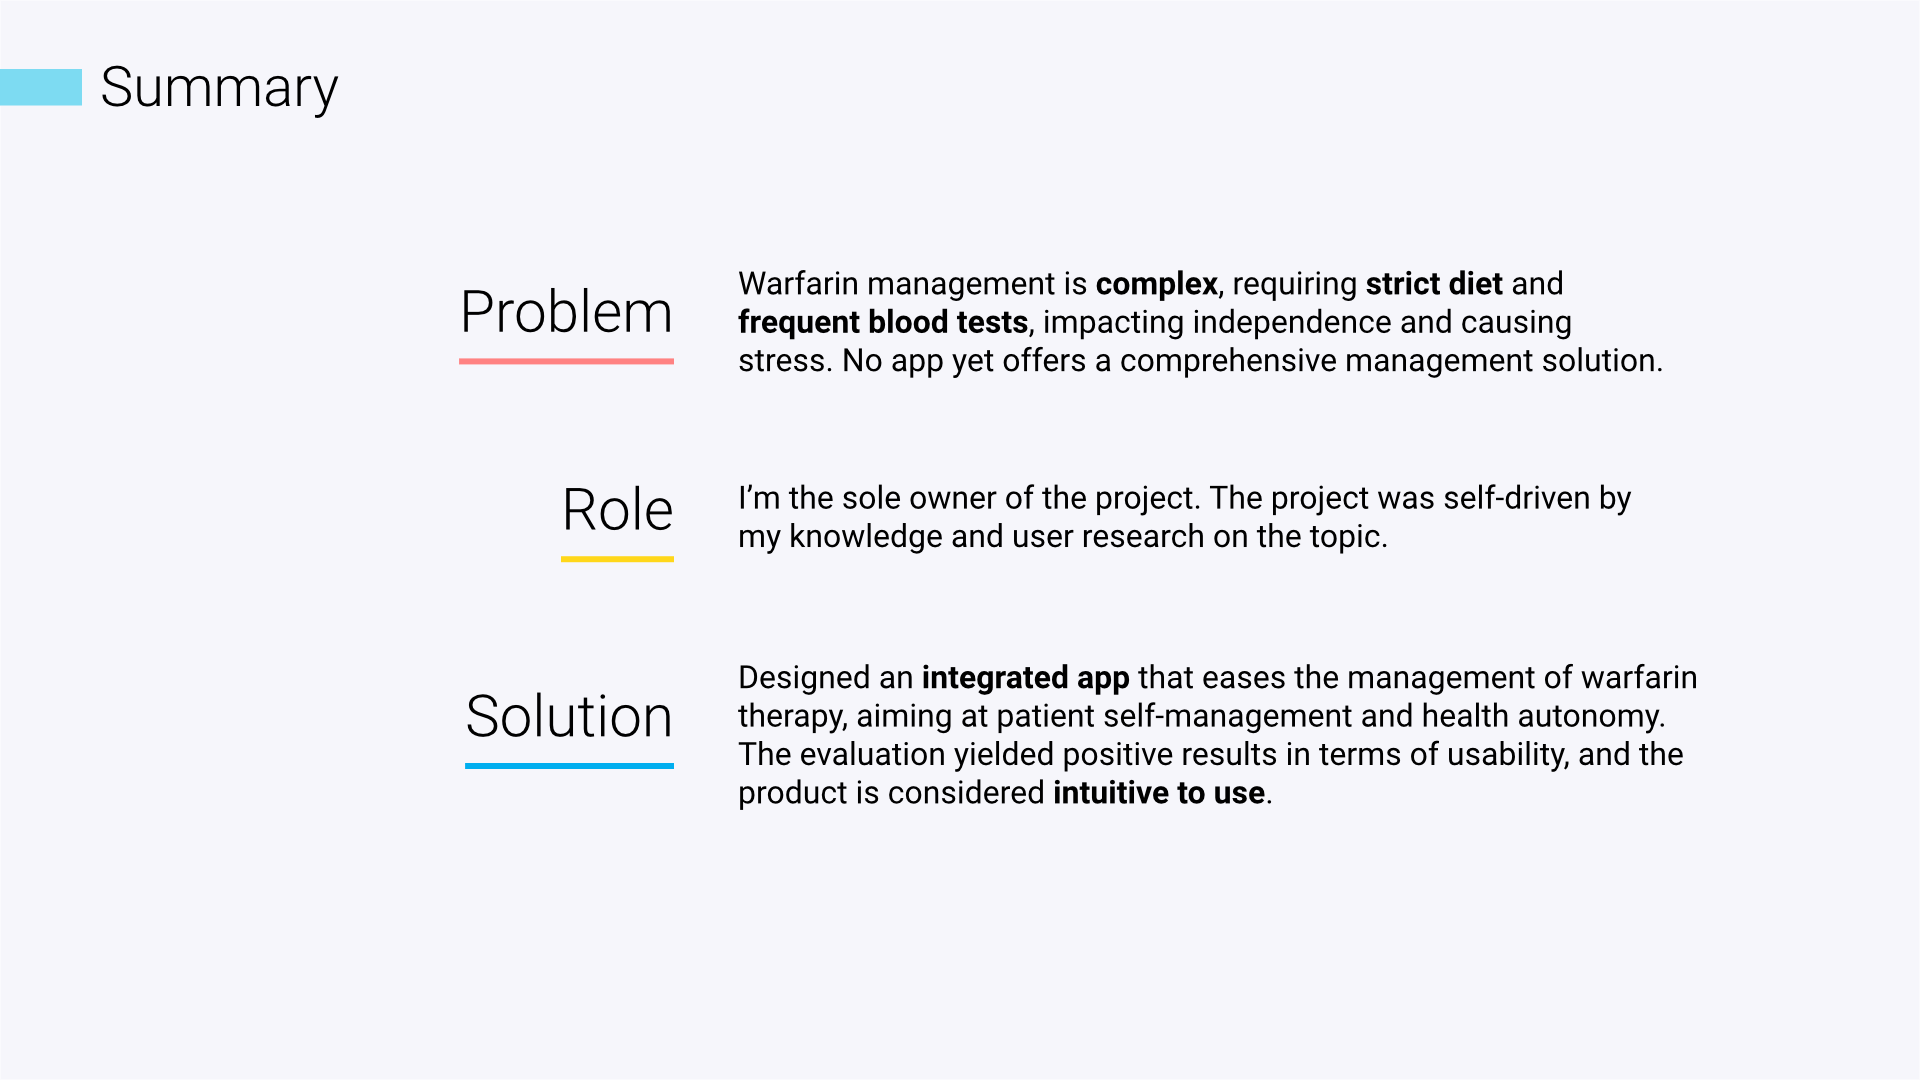 Summary
Problem
Warfarin management is complex, requiring strict diet and
frequent blood tests, impacting independence and causing
stress. No app yet offers a comprehensive management solution.
Role
I’m the sole owner of the project. The project was self-driven by
my knowledge and user research on the topic.
Solution
Designed an integrated app that eases the management of warfarin
therapy, aiming at patient self-management and health autonomy.
The evaluation yielded positive results in terms of usability, and the
product is considered intuitive to use.